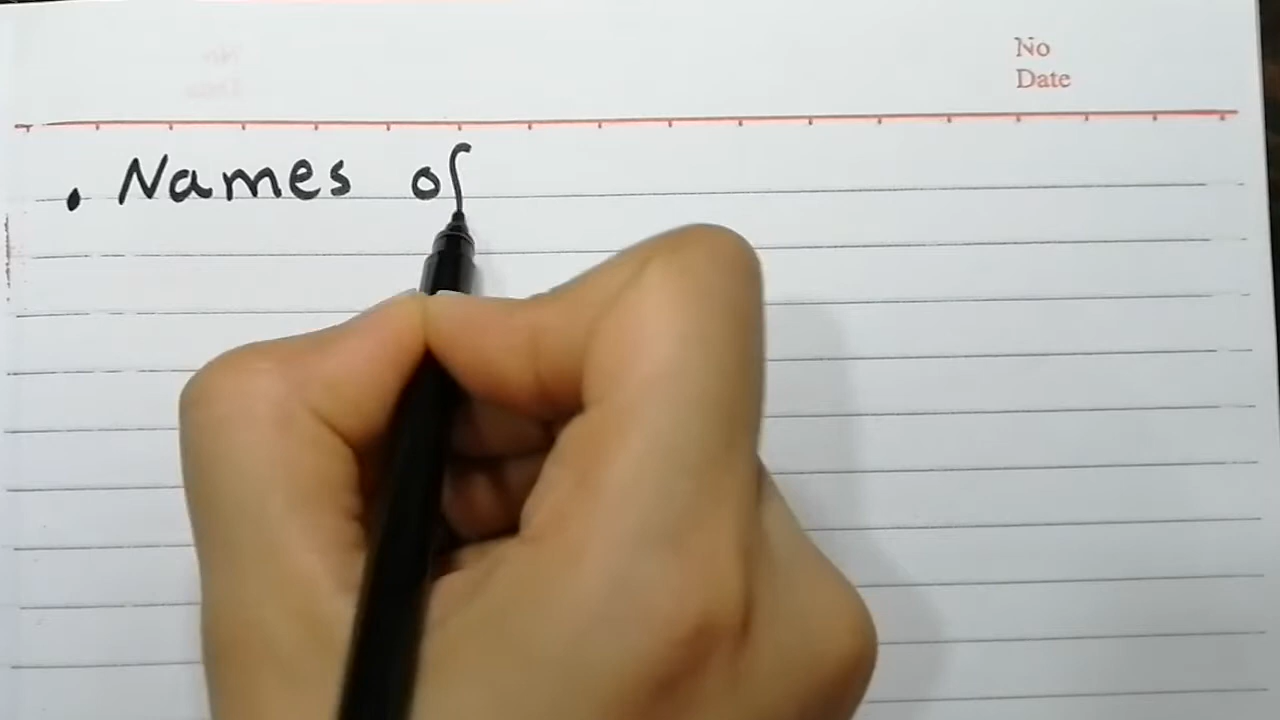 No
Date
. Names of